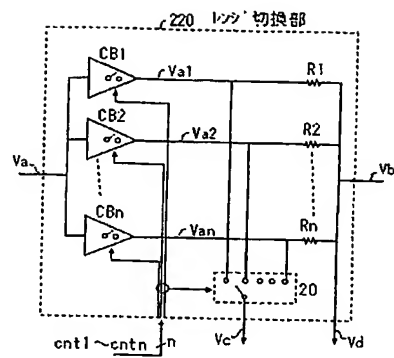 220 レンジ切換部
CB1
Va1
R1
CB2
Va2
R2
Va
Vb
CBn
Van
Rn
20
cnt1～cntn
n
Vc
Vd